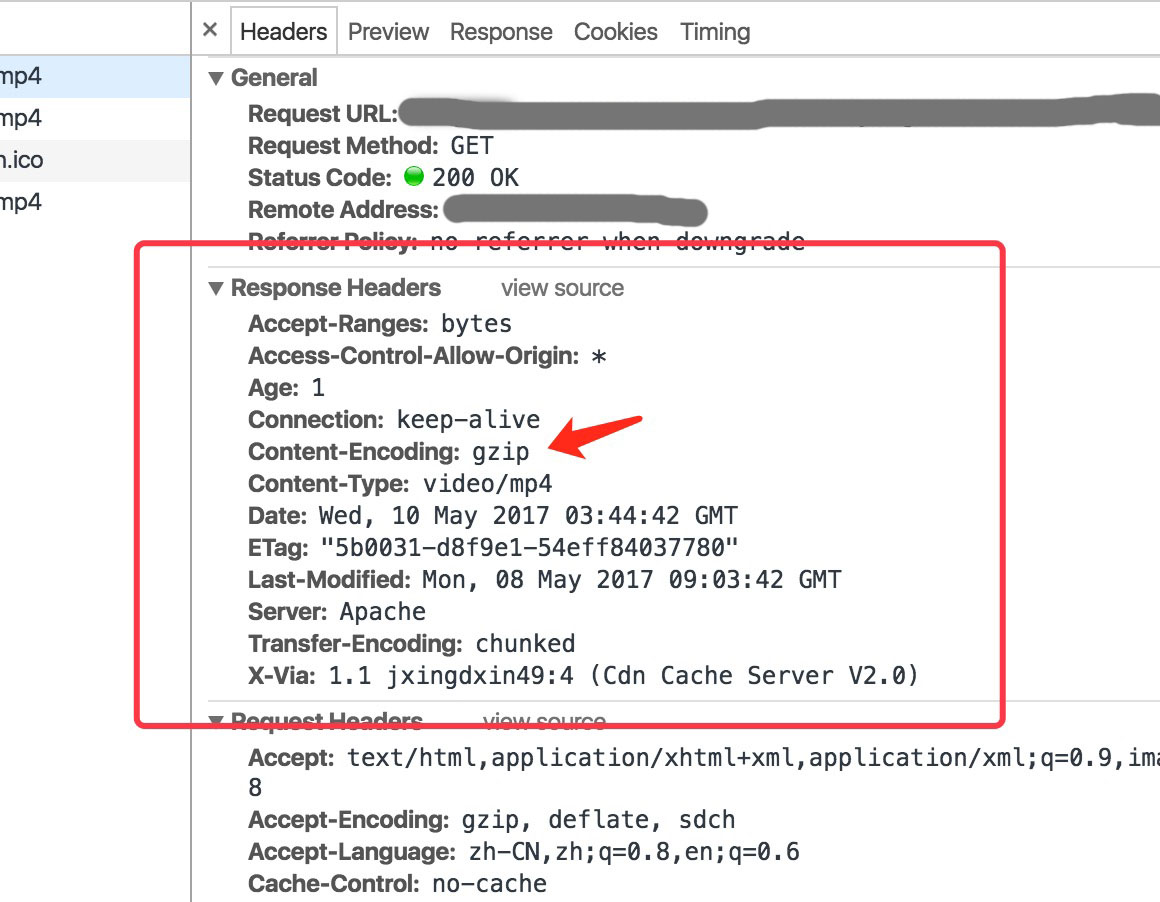 × Headers Preview Response Cookies Timing
mp4
mp4
n.ico
mp4
▼ General
Request URL:
Request Method: GET
Status Code: 200 OK
Remote Address:
Referrer Policy: no-referrer-when-downgrade
▼ Response Headers view source
Accept-Ranges: bytes
Access-Control-Allow-Origin: *
Age: 1
Connection: keep-alive
Content-Encoding: gzip
Content-Type: video/mp4
Date: Wed, 10 May 2017 03:44:42 GMT
ETag: "5b0031-d8f9e1-54eff84037780"
Last-Modified: Mon, 08 May 2017 09:03:42 GMT
Server: Apache
Transfer-Encoding: chunked
X-Via: 1.1 jxingdxin49:4 (Cdn Cache Server V2.0)
▼ Request Headers view source
Accept: text/html,application/xhtml+xml,application/xml;q=0.9,ima
8
Accept-Encoding: gzip, deflate, sdch
Accept-Language: zh-CN,zh;q=0.8,en;q=0.6
Cache-Control: no-cache